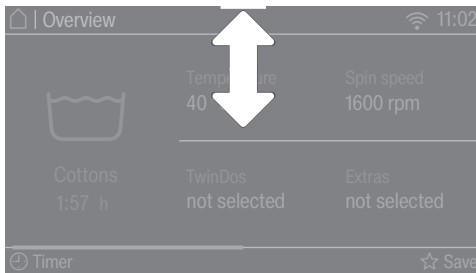 | Overview 11:02
Temperature Spin speed
40 1600 rpm
Cottons
1:57 h
TwinDos Extras
not selected not selected
Timer Save